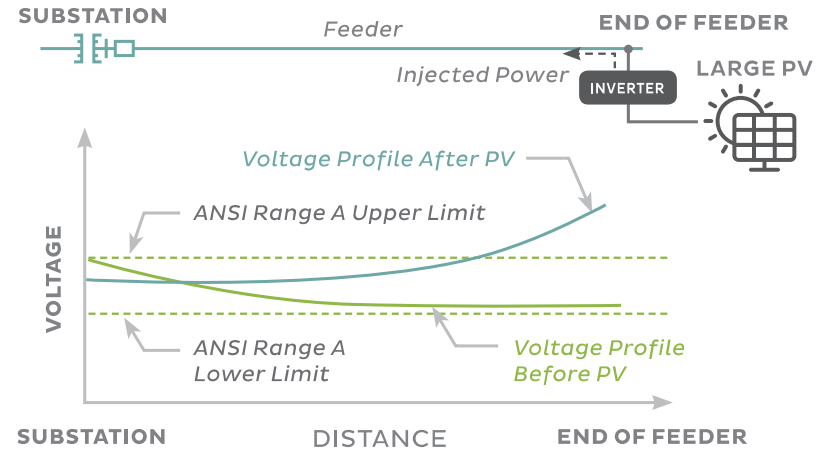 SUBSTATION
Feeder
END OF FEEDER
Injected Power
INVERTER
LARGE PV
Voltage Profile After PV
ANSI Range A Upper Limit
VOLTAGE
ANSI Range A
Lower Limit
Voltage Profile
Before PV
SUBSTATION
DISTANCE
END OF FEEDER